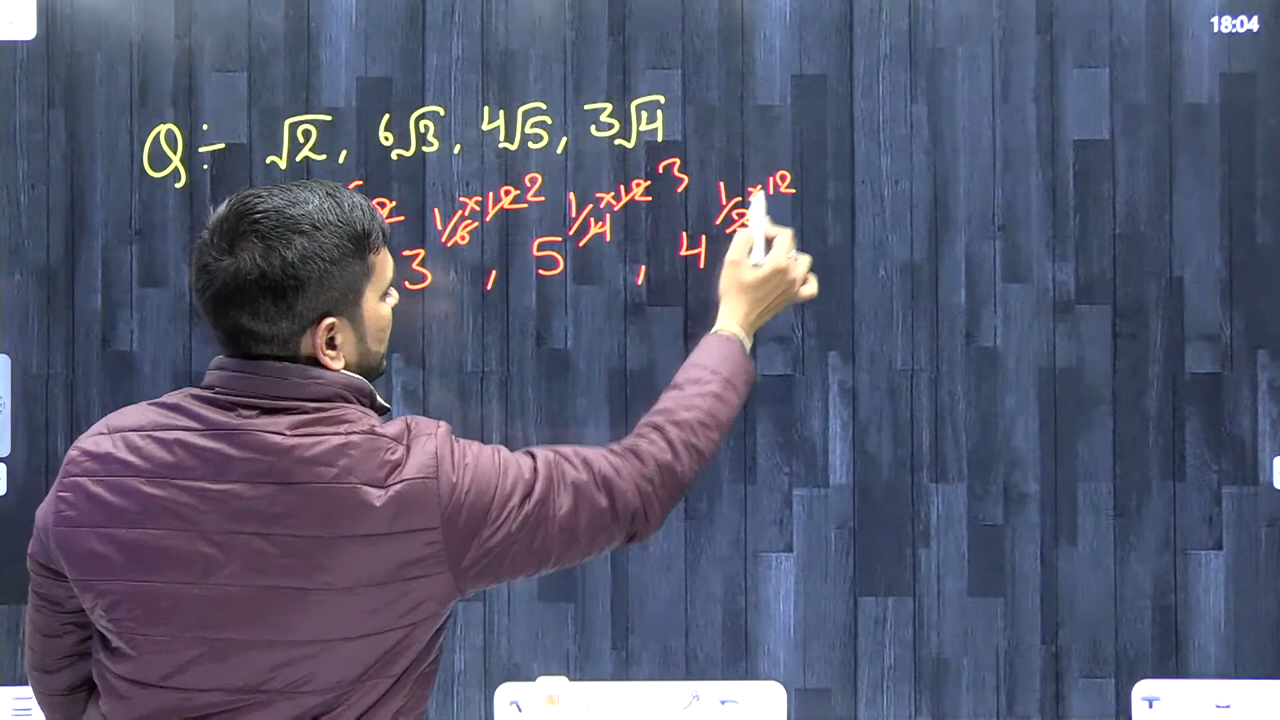 18:04
Q:- √2, 6√3, 4√5, 3√4
3^1/6×12 2, 5^1/4×12 3, 4^1/ ×12